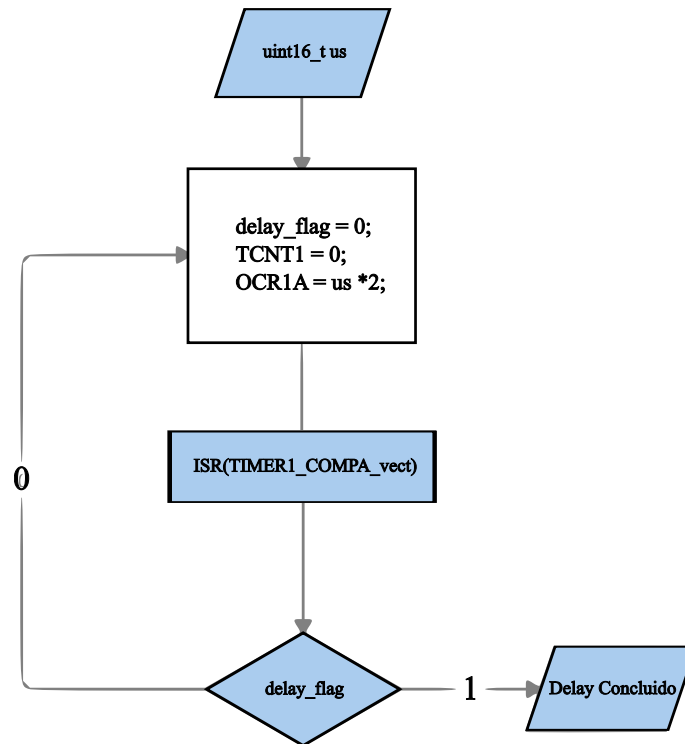 uint16_t us
delay_flag = 0;
TCNT1 = 0;
OCR1A = us *2;
ISR(TIMER1_COMPA_vect)
0
delay_flag
1
Delay Concluido